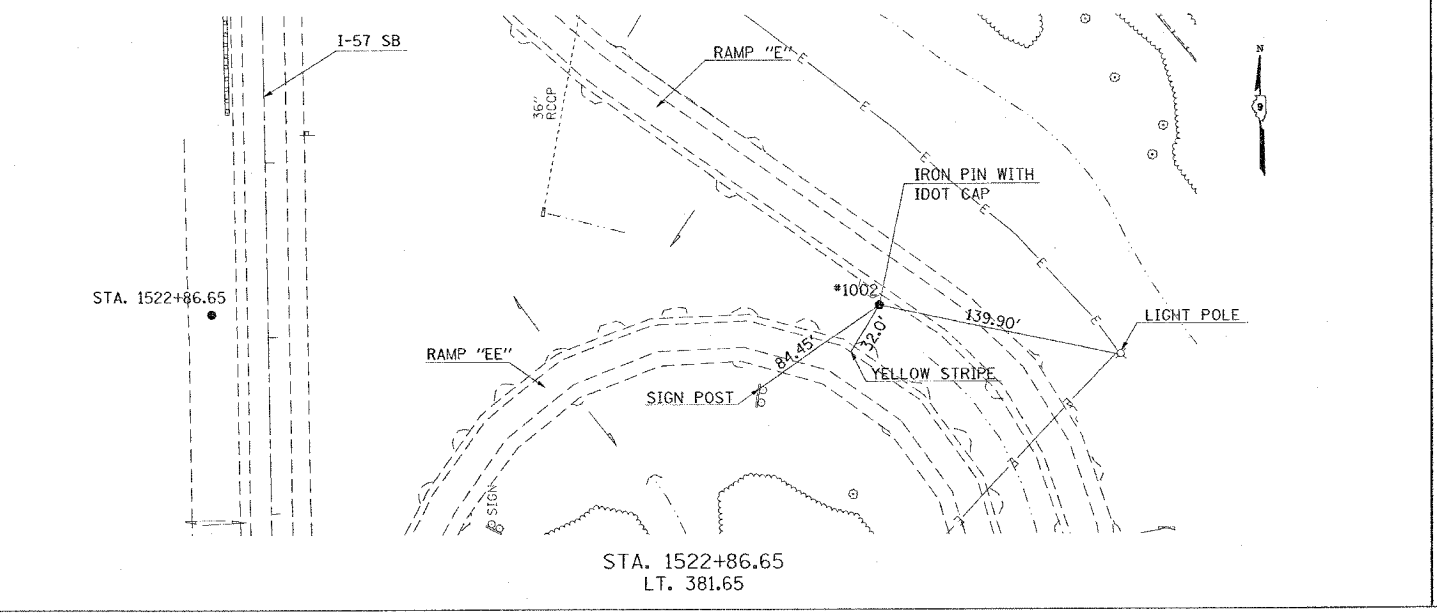 I-57 SB
RAMP "E"
N
9
36"
RCCP
E
E
E
E
E
E
IRON PIN WITH
IDOT CAP
STA. 1522+86.65
#1002
139.90'
LIGHT POLE
32.0'
84.45'
RAMP "EE"
YELLOW STRIPE
SIGN POST
SIGN
STA. 1522+86.65
LT. 381.65